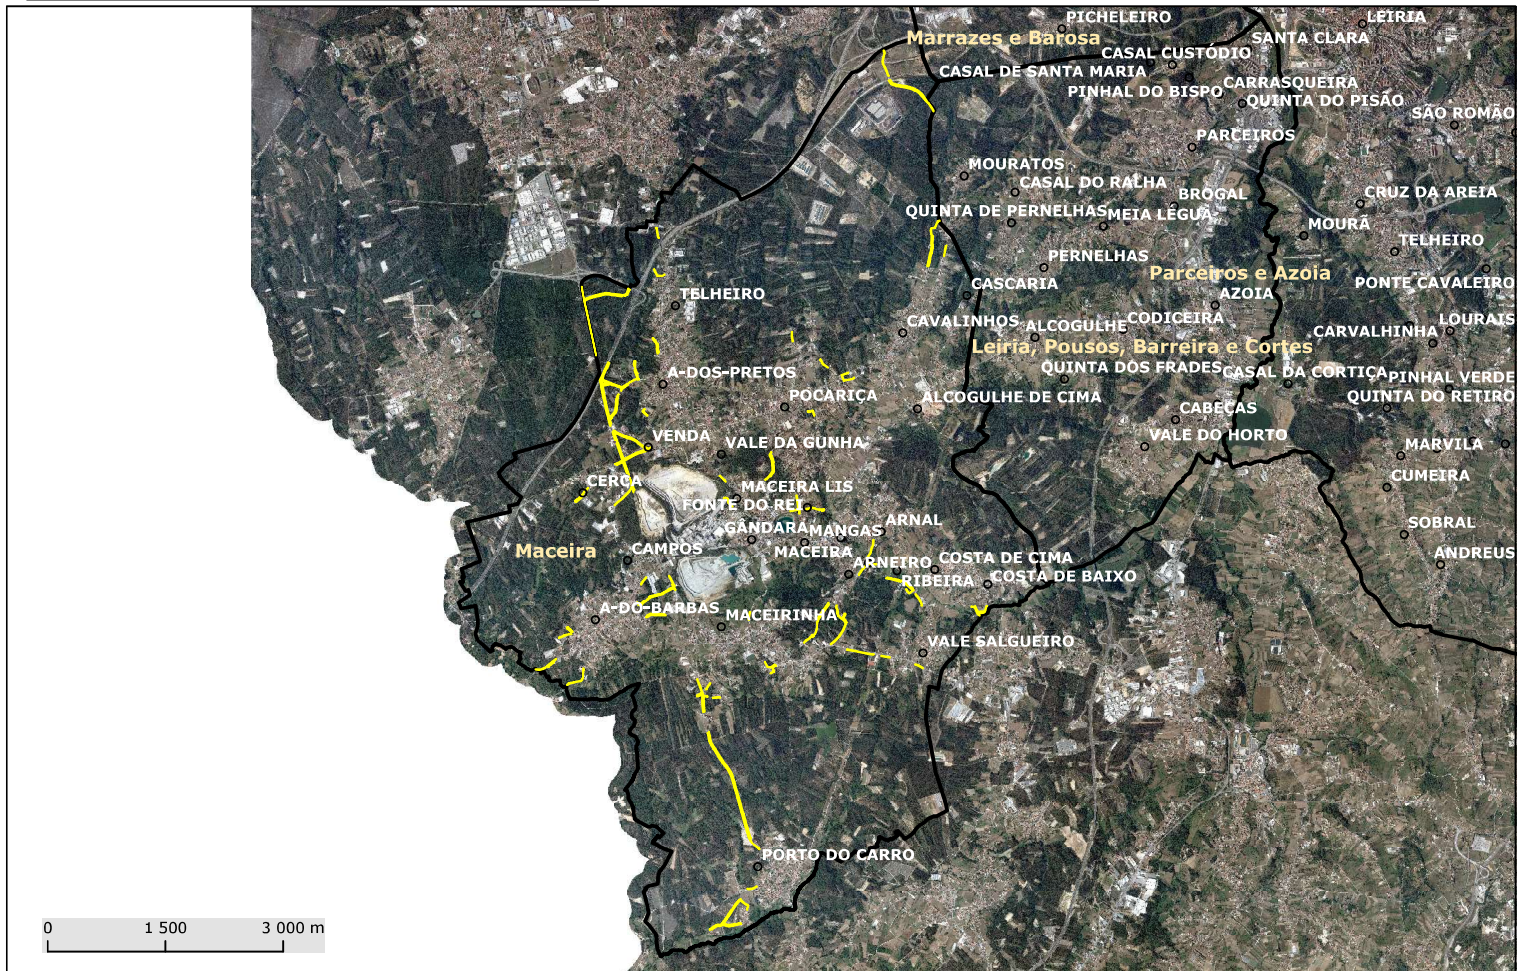 PICHELEIRO
LEIRIA
Marrazes e Barosa
SANTA CLARA
CASAL CUSTÓDIO
CASAL DE SANTA MARIA
CARRASQUEIRA
PINHAL DO BISPO
QUINTA DO PISÃO
SÃO ROMÃO
PARCEIROS
MOURATOS
CASAL DO RALHA
BROGAL
CRUZ DA AREIA
QUINTA DE PERNELHAS
MEIA LÉGUA
MOURÃ
TELHEIRO
PERNELHAS
Parceiros e Azoia
CASCARIA
PONTE CAVALEIRO
TELHEIRO
AZOIA
CAVALINHOS
ALCOGULHE
CODICEIRA
LOURAIS
CARVALHINHA
Leiria, Pousos, Barreira e Cortes
A-DOS-PRETOS
QUINTA DOS FRADES
CASAL DA CORTIÇA
PINHAL VERDE
POCARIÇA
ALCOGULHE DE CIMA
QUINTA DO RETIRO
CABEÇAS
VENDA
VALE DA GUNHA
VALE DO HORTO
MARVILA
CERCA
MACEIRA LIS
CUMEIRA
FONTE DO REI
GÂNDARA
MANGAS
ARNAL
SOBRAL
Maceira
CAMPOS
MACEIRA
ARNEIRO
COSTA DE CIMA
ANDREUS
RIBEIRA
COSTA DE BAIXO
A-DO-BARBAS
MACEIRINHA
VALE SALGUEIRO
PORTO DO CARRO
0 1 500 3 000 m